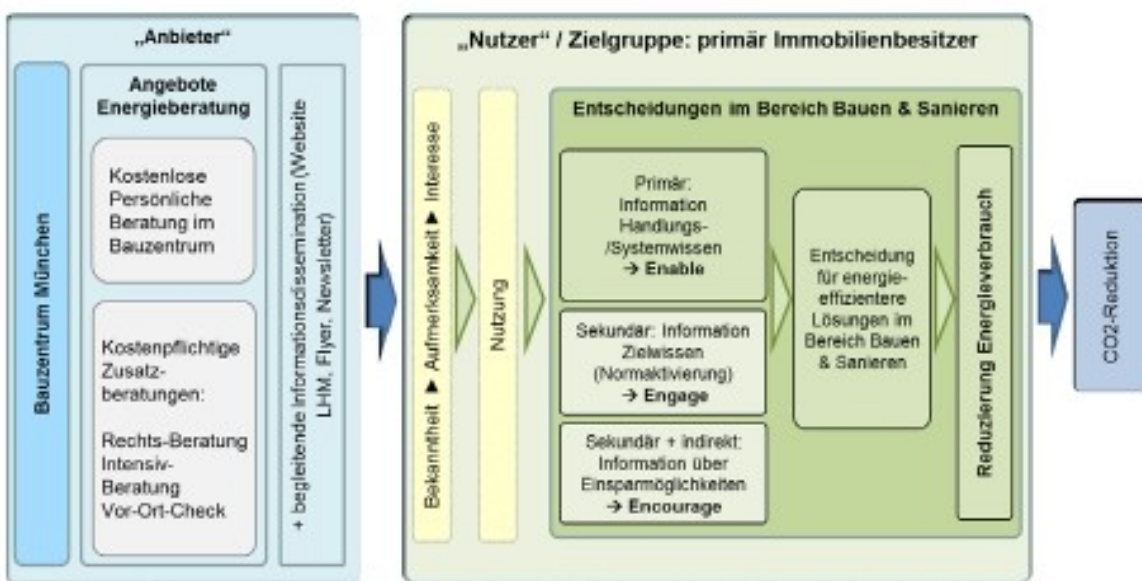 „Anbieter“
Bauzentrum München
Angebote
Energieberatung
Kostenlose
Persönliche
Beratung im
Bauzentrum
Kostenpflichtige
Zusatz-
beratungen:
Rechts-Beratung
Intensiv-
Beratung
Vor-Ort-Check
+ begleitende Informationsdissemination (Website
LHM, Flyer, Newsletter)
„Nutzer“ / Zielgruppe: primär Immobilienbesitzer
Bekanntheit ► Aufmerksamkeit ► Interesse
Nutzung
Entscheidungen im Bereich Bauen & Sanieren
Primär:
Information
Handlungs-
/Systemwissen
→ Enable
Sekundär: Information
Zielwissen
(Normaktivierung)
→ Engage
Sekundär + indirekt:
Information über
Einsparmöglichkeiten
→ Encourage
Entscheidung
für energie-
effizientere
Lösungen im
Bereich Bauen
& Sanieren
Reduzierung Energieverbrauch
CO2-Reduktion